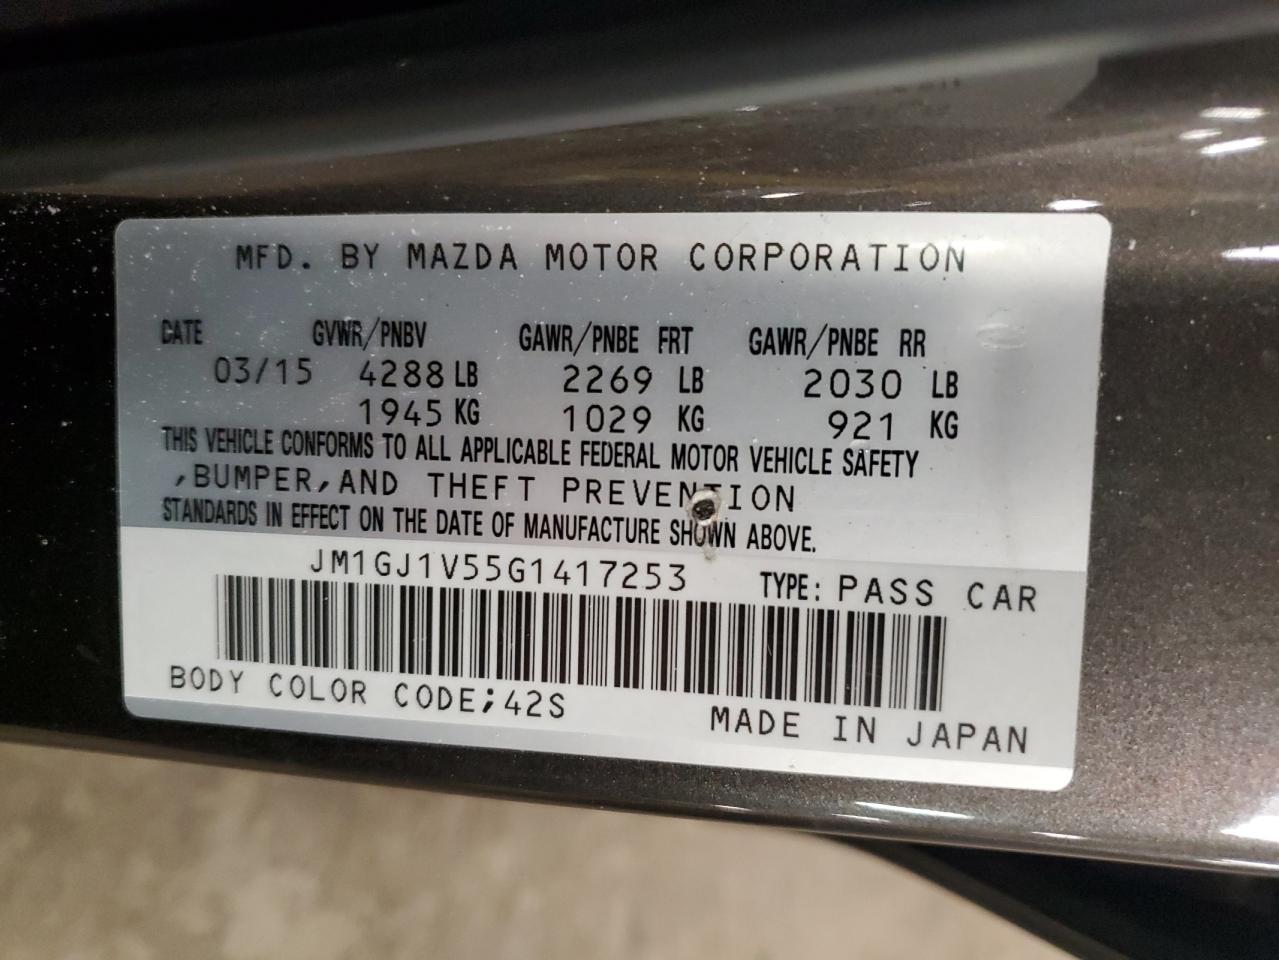 MFD. BY MAZDA MOTOR CORPORATION
DATE GVWR/PNBV GAWR/PNBE FRT GAWR/PNBE RR
03/15 4288 LB 2269 LB 2030 LB
1945 KG 1029 KG 921 KG
THIS VEHICLE CONFORMS TO ALL APPLICABLE FEDERAL MOTOR VEHICLE SAFETY
,BUMPER,AND THEFT PREVENTION
STANDARDS IN EFFECT ON THE DATE OF MANUFACTURE SHOWN ABOVE.
JM1GJ1V55G1417253 TYPE: PASS CAR
BODY COLOR CODE;42S
MADE IN JAPAN